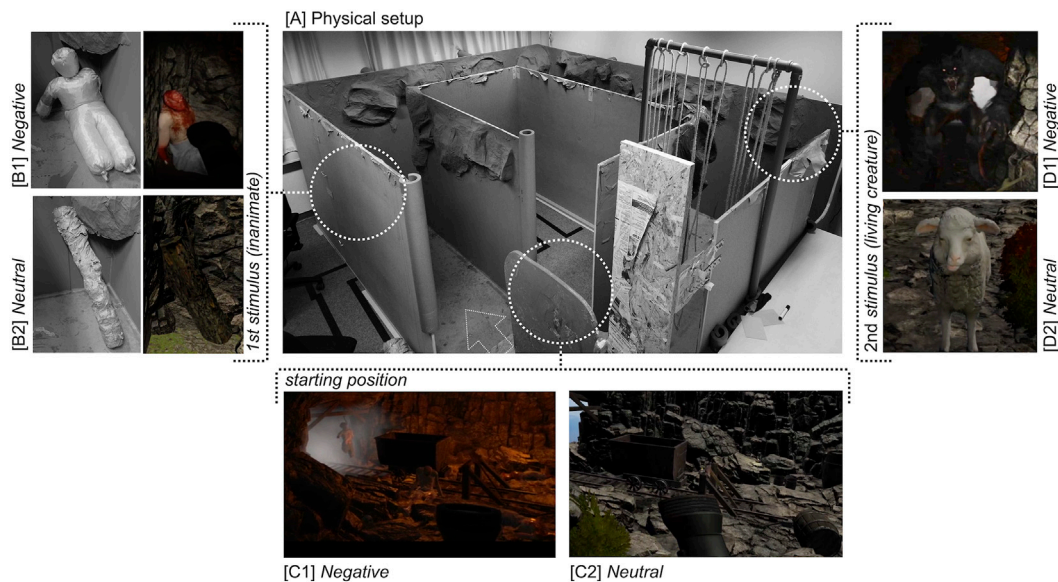 [A] Physical setup
[B1] Negative
[B2] Neutral
1st stimulus (inanimate)
2nd stimulus (living creature)
[D1] Negative
[D2] Neutral
starting position
[C1] Negative
[C2] Neutral